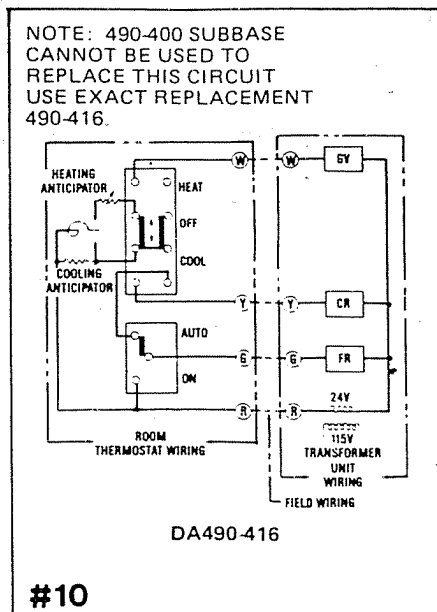 NOTE: 490-400 SUBBASE
CANNOT BE USED TO
REPLACE THIS CIRCUIT
USE EXACT REPLACEMENT
490-416.
HEATING
ANTICIPATOR
HEAT
OFF
COOL
COOLING
ANTICIPATOR
AUTO
ON
W
W
GV
Y
Y
CR
G
G
FR
R
R
24V
115V
TRANSFORMER
UNIT
WIRING
ROOM
THERMOSTAT WIRING
FIELD WIRING
DA490-416
#10